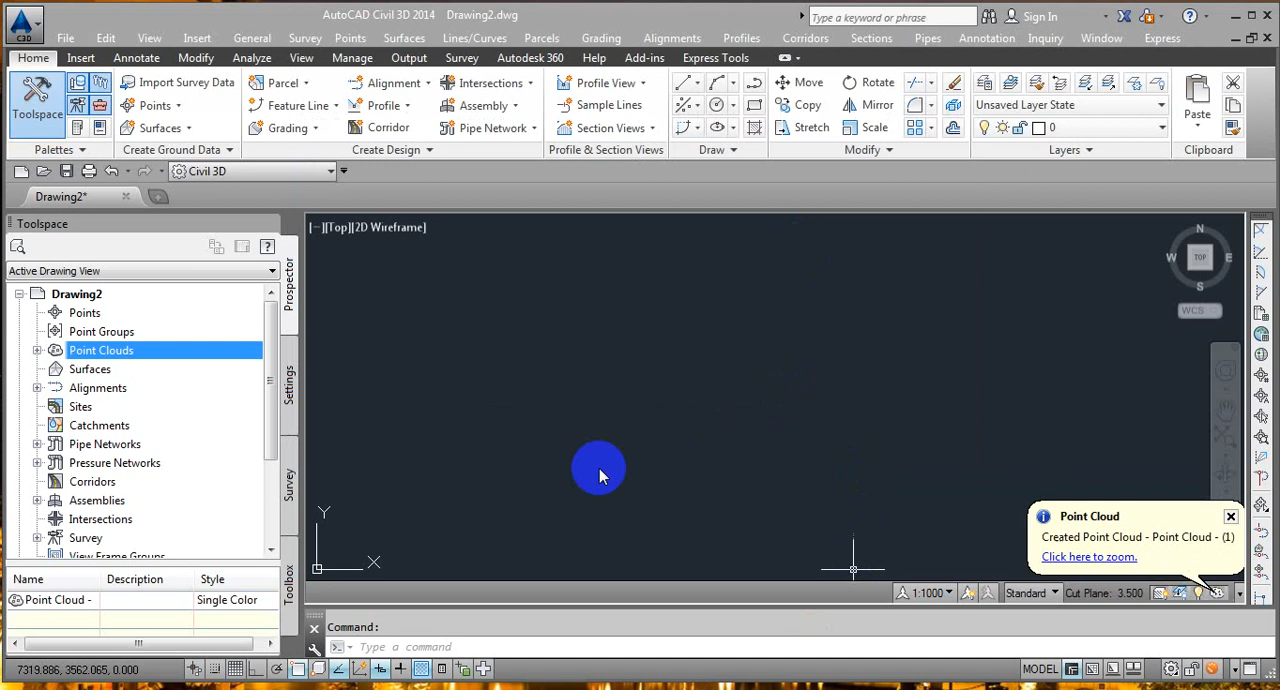 AutoCAD Civil 3D 2014 Drawing2.dwg
Type a keyword or phrase
Sign In
C3D
File Edit View Insert General Survey Points Surfaces Lines/Curves Parcels Grading Alignments Profiles Corridors Sections Pipes Annotation Inquiry Window Express
Home Insert Annotate Modify Analyze View Manage Output Survey Autodesk 360 Help Add-ins Express Tools
Import Survey Data Parcel Alignment Intersections Profile View Move Rotate
Toolspace Points Feature Line Profile Assembly Sample Lines Copy Mirror Unsaved Layer State Paste
Surfaces Grading Corridor Pipe Network Section Views Stretch Scale 0
Palettes Create Ground Data Create Design Profile & Section Views Draw Modify Layers Clipboard
Civil 3D
Drawing2*
Toolspace
[−][Top][2D Wireframe]
Active Drawing View
Drawing2
Points
Point Groups
Point Clouds
Surfaces
Alignments
Sites
Catchments
Pipe Networks
Pressure Networks
Corridors
Assemblies
Intersections
Survey
View Frame Groups
Prospector
Settings
Survey
Toolbox
N
W TOP E
S
WCS
Y
X
Point Cloud
Created Point Cloud - Point Cloud - (1)
Click here to zoom.
Name Description Style
Point Cloud - Single Color
1:1000 Standard Cut Plane: 3.500
Command:
Type a command
7319.886, 3562.065, 0.000
MODEL